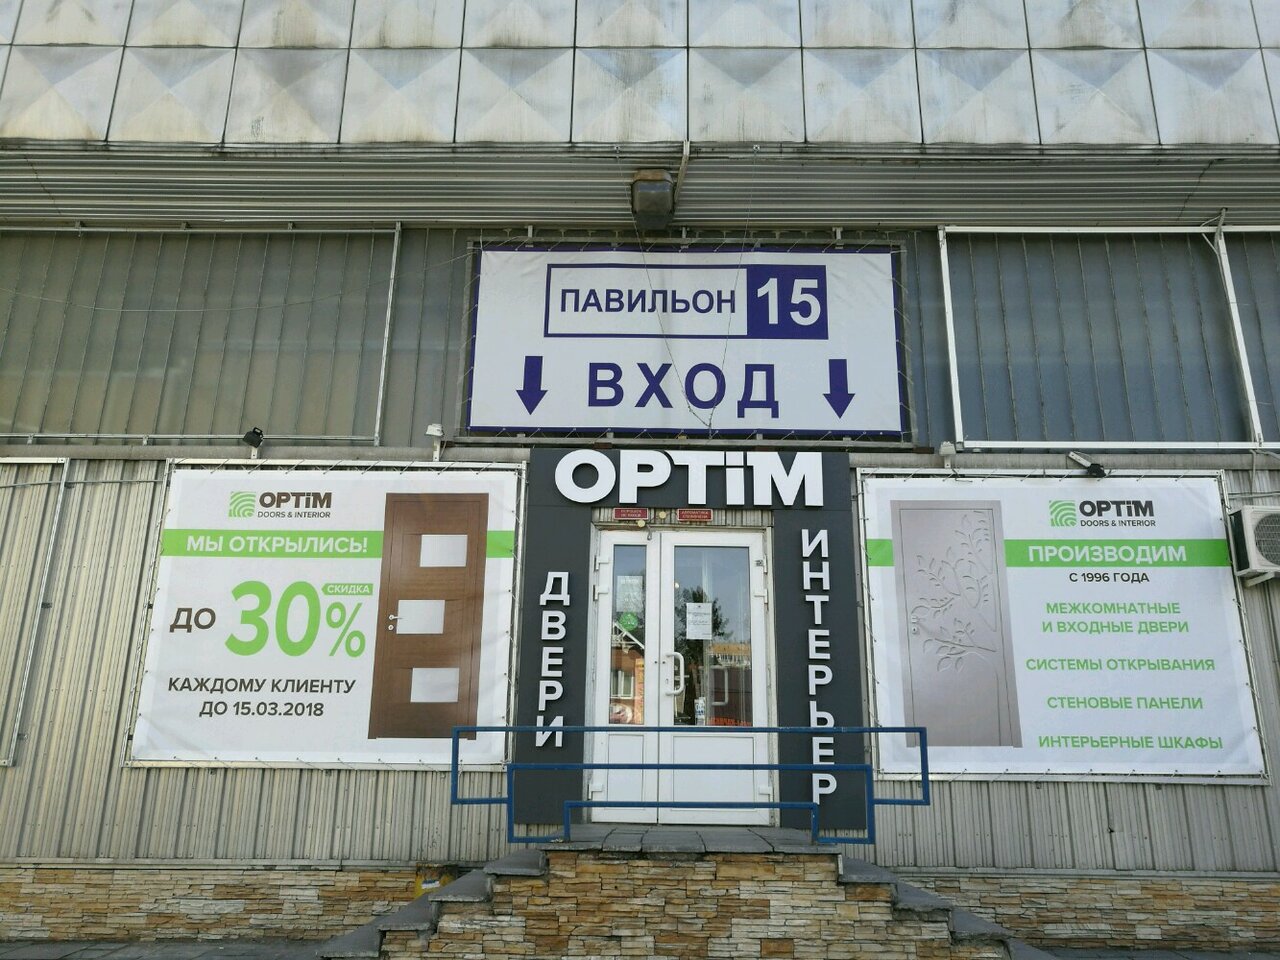 ПАВИЛЬОН 15
ВХОД
OPTiM
ДВЕРИ
ИНТЕРЬЕР
OPTiM
DOORS & INTERIOR
МЫ ОТКРЫЛИСЬ!
ДО 30%
СКИДКА
КАЖДОМУ КЛИЕНТУ
ДО 15.03.2018
OPTiM
DOORS & INTERIOR
ПРОИЗВОДИМ
С 1996 ГОДА
МЕЖКОМНАТНЫЕ
И ВХОДНЫЕ ДВЕРИ
СИСТЕМЫ ОТКРЫВАНИЯ
СТЕНОВЫЕ ПАНЕЛИ
ИНТЕРЬЕРНЫЕ ШКАФЫ